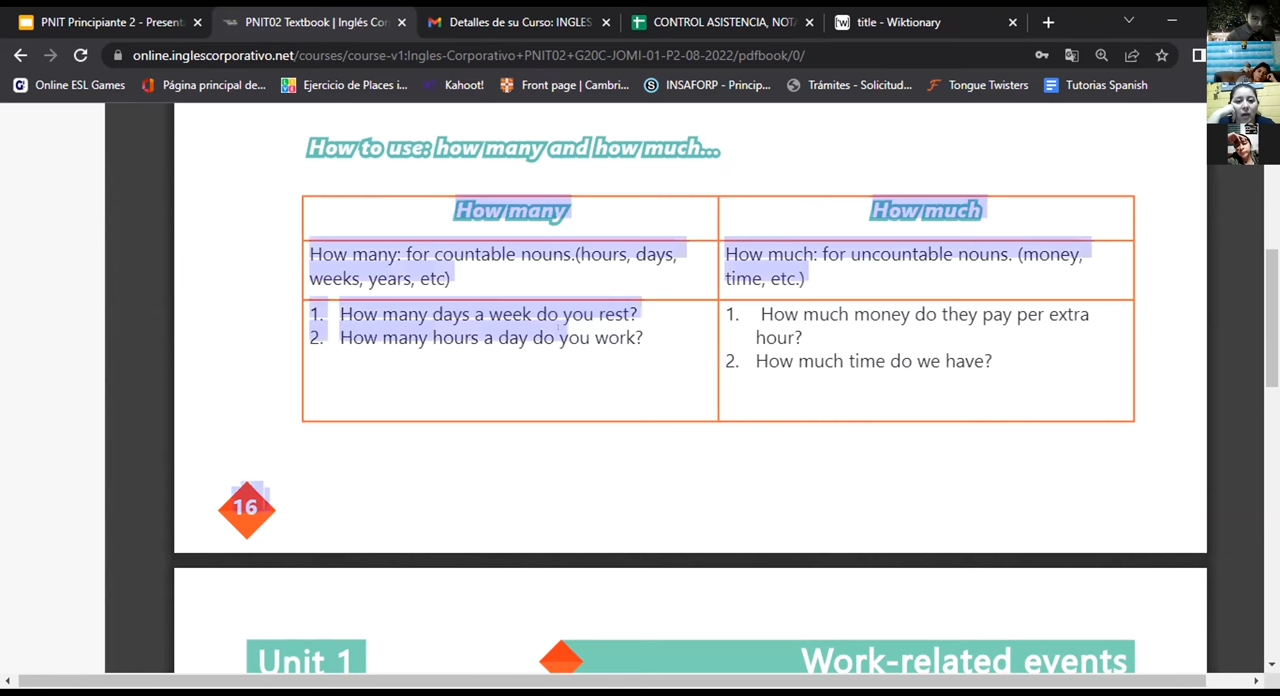 PNIT Principiante 2 - Present
PNIT02 Textbook | Inglés Co
Detalles de su Curso: INGLES
CONTROL ASISTENCIA, NOT
title - Wiktionary
online.inglescorporativo.net/courses/course-v1:Ingles-Corporativo+PNIT02+G20C-JOMI-01-P2-08-2022/pdfbook/0/
Online ESL Games
Página principal de...
Ejercicio de Places i...
Kahoot!
Front page | Cambri...
INSAFORP - Princip...
Trámites - Solicitud...
Tongue Twisters
Tutorias Spanish
How to use: how many and how much...
How many
How much
How many: for countable nouns.(hours, days,
weeks, years, etc)
How much: for uncountable nouns. (money,
time, etc.)
1. How many days a week do you rest?
2. How many hours a day do you work?
1. How much money do they pay per extra
hour?
2. How much time do we have?
16
Unit 1
Work-related events